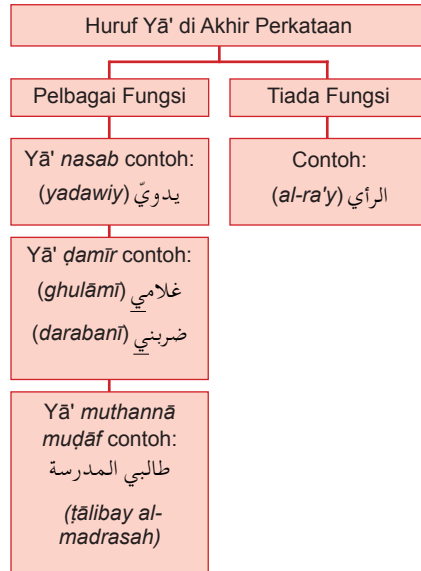 Huruf Yā' di Akhir Perkataan
Pelbagai Fungsi
Tiada Fungsi
Yā' nasab contoh:
(yadawiy) يدويّ
Contoh:
(al-ra'y) الرأي
Yā' ḍamīr contoh:
(ghulāmī) غلامي
(darabanī) ضربني
Yā' muthannā
muḍāf contoh:
طالبي المدرسة
(ṭālibay al-
madrasah)